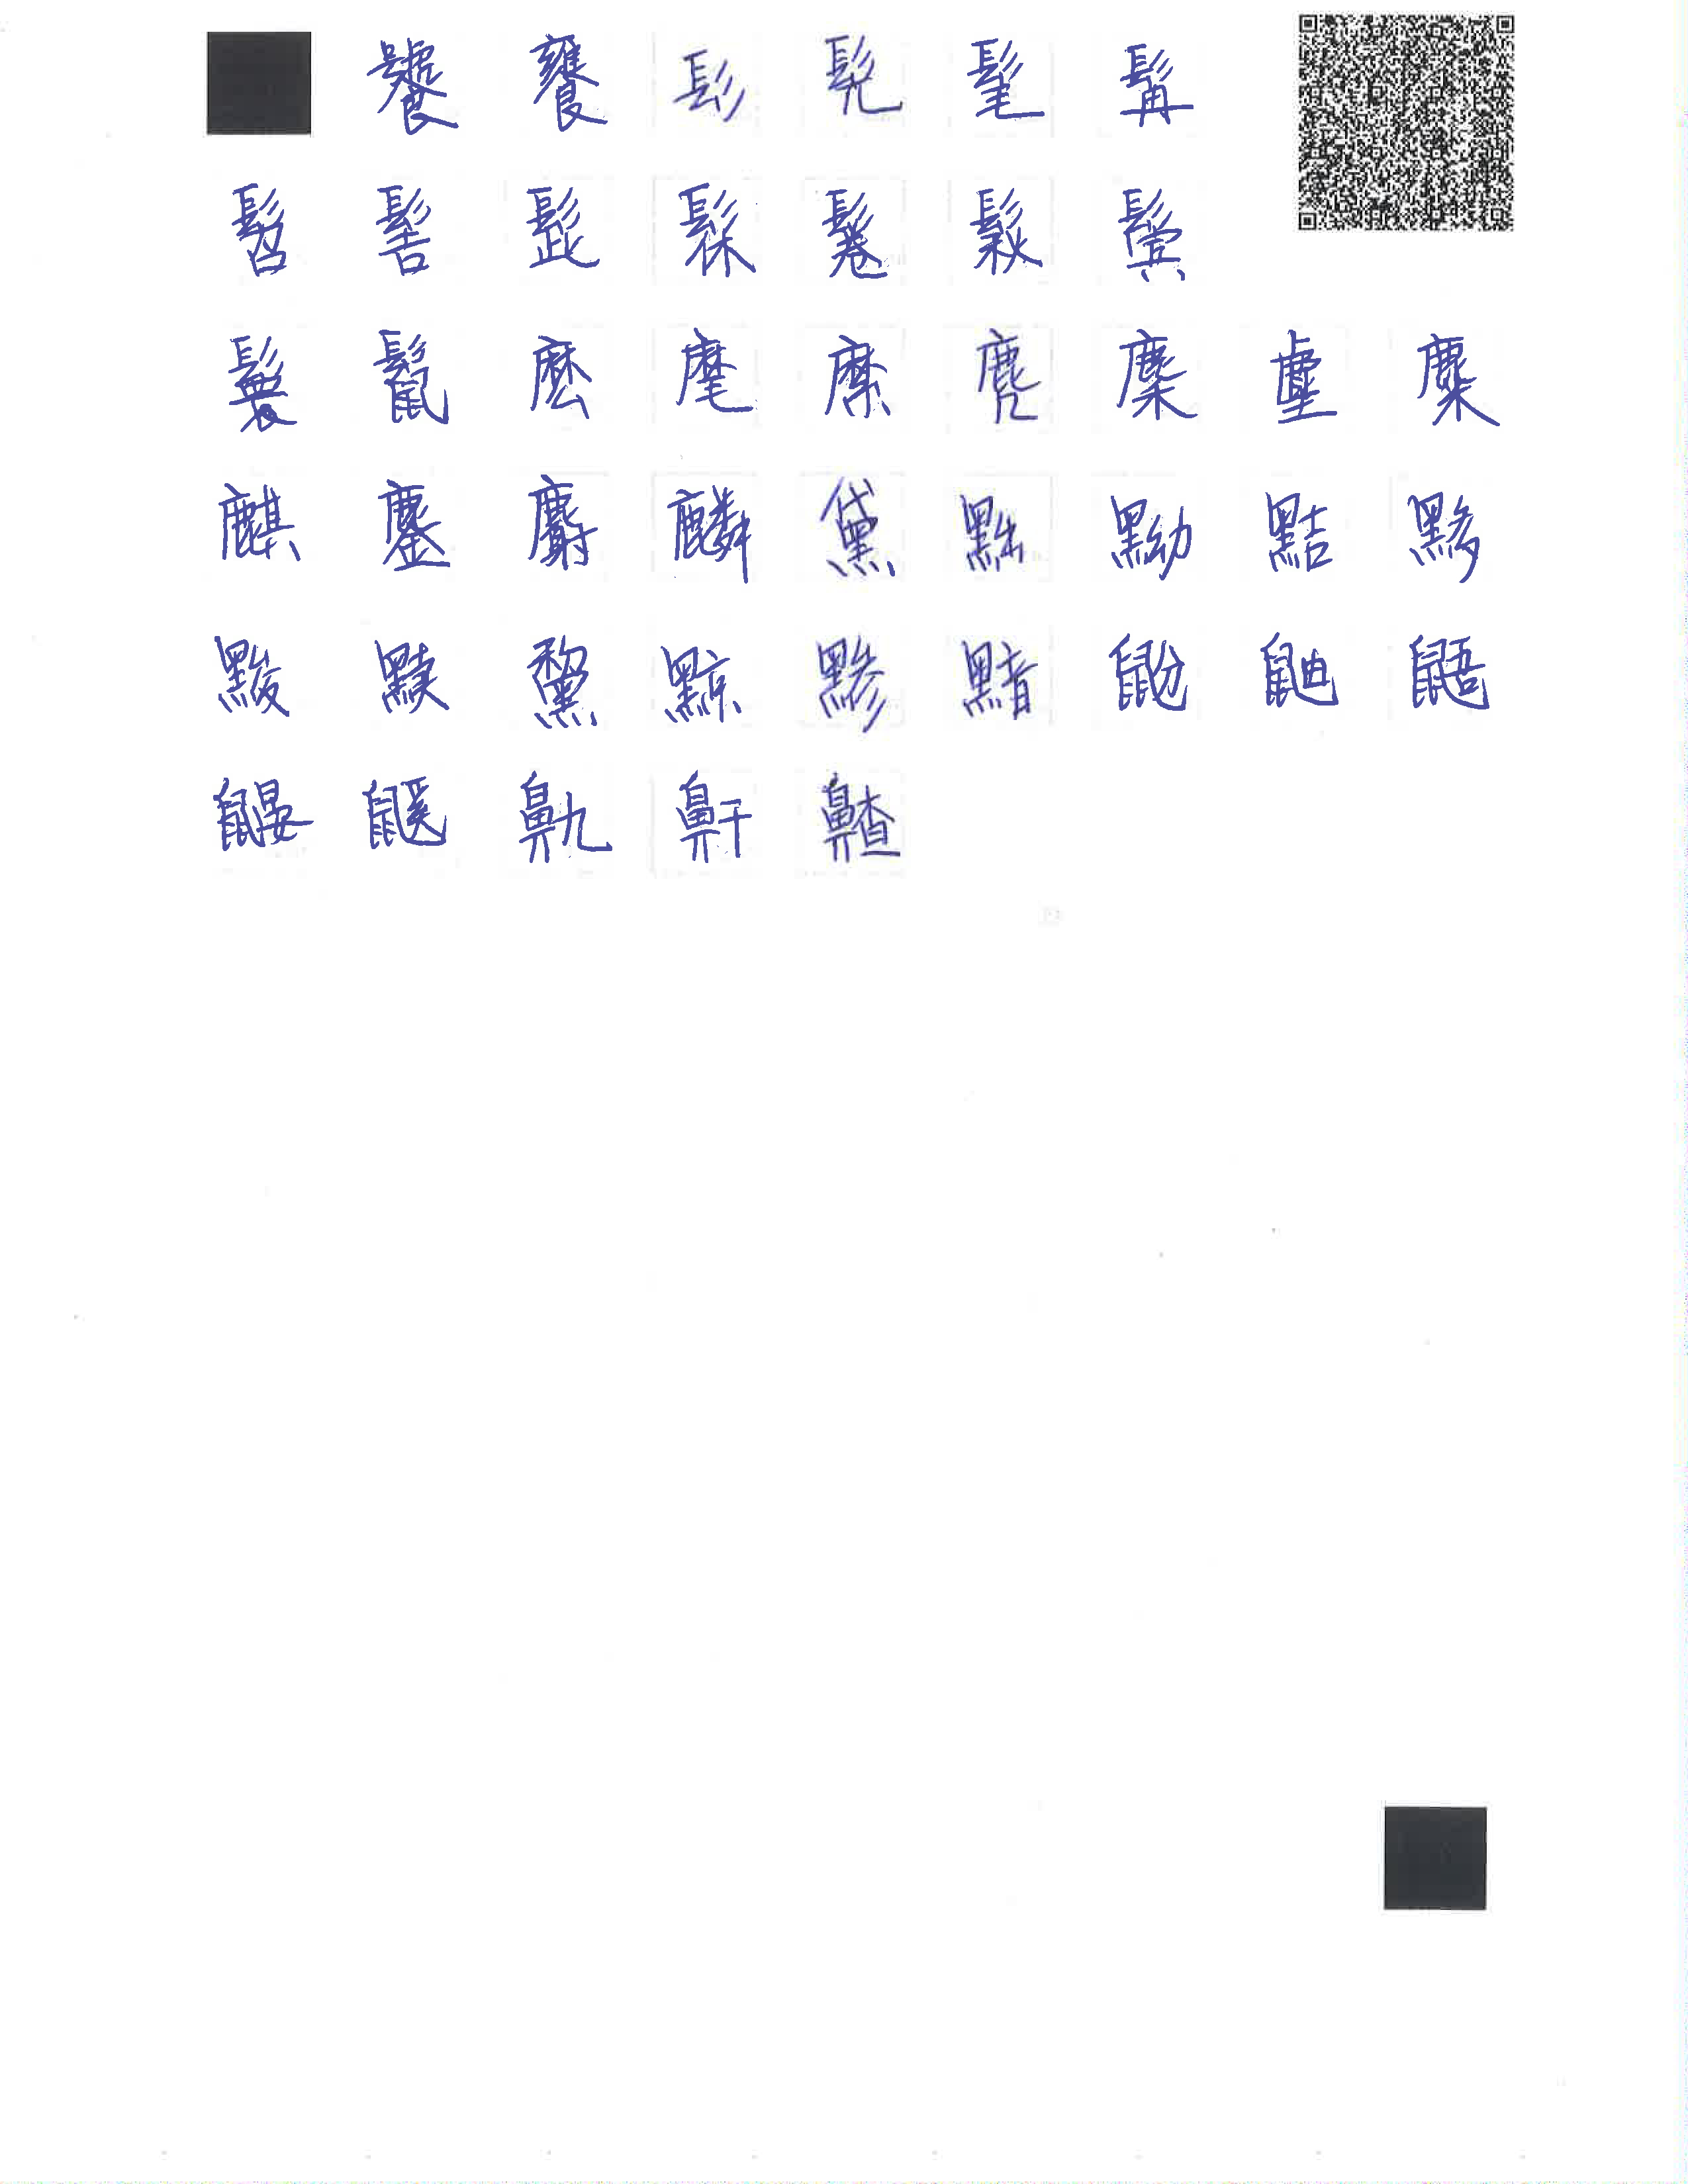 饕饔髟髡髦髯
髫髻髭髹鬈鬏鬓
鬟鬣麽麾縻麂麇麈麋
麒鏖麝麟黛黜黝黠黟
黢黩黧黥黪黯鼢鼬鼯
鼹鼷鼽鼾齄